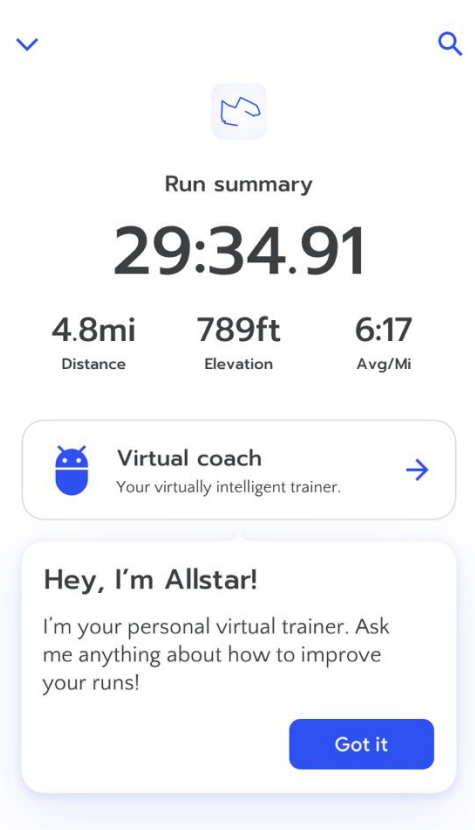 Run summary
29:34.91
4.8mi 789ft 6:17
Distance Elevation Avg/Mi
Virtual coach
Your virtually intelligent trainer.
Hey, I'm Allstar!
I'm your personal virtual trainer. Ask
me anything about how to improve
your runs!
Got it